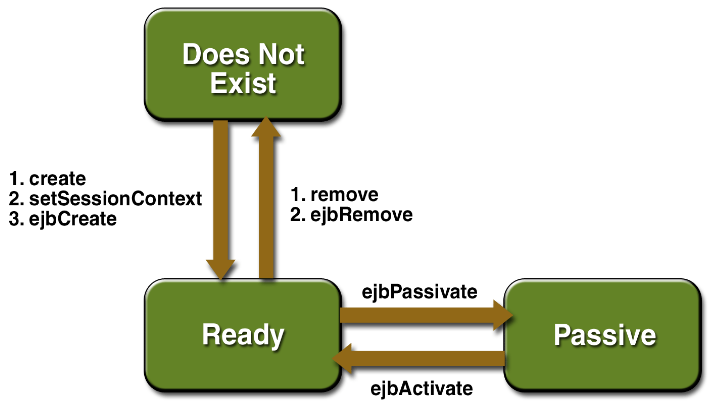 Does Not
Exist
1. create
2. setSessionContext
3. ejbCreate
1. remove
2. ejbRemove
ejbPassivate
Ready
Passive
ejbActivate